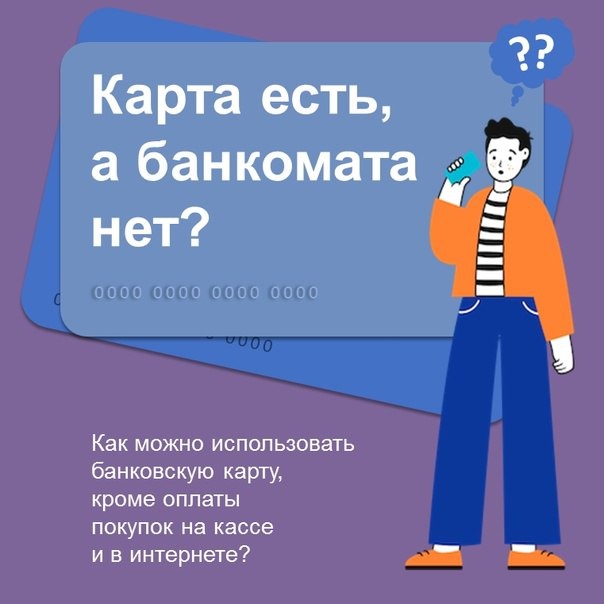 ??
Карта есть,
а банкомата
нет?
0000 0000 0000 0000
0000
Как можно использовать
банковскую карту,
кроме оплаты
покупок на кассе
и в интернете?